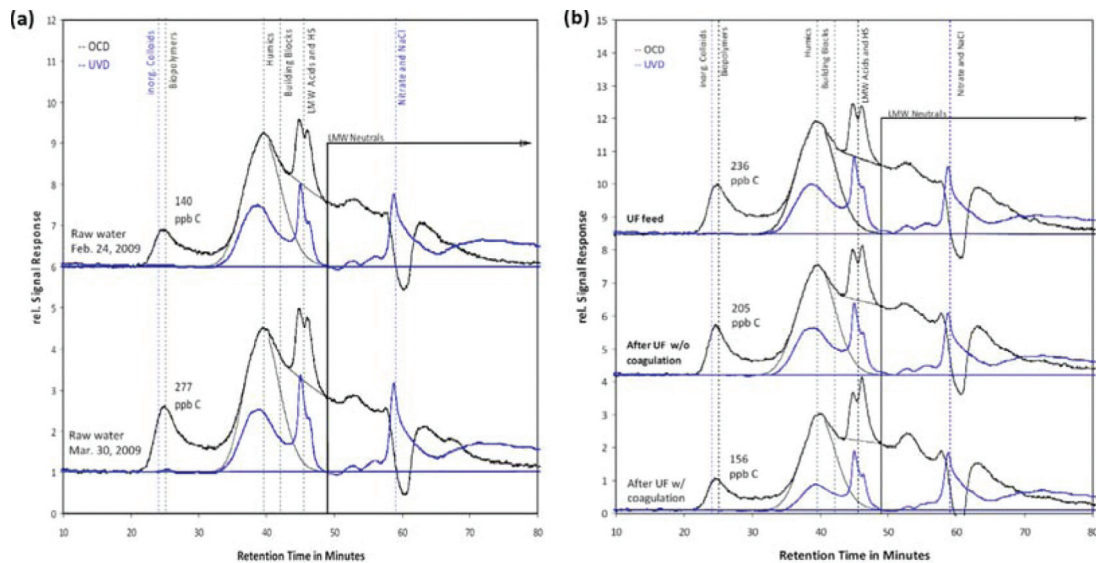 (a)
12
11
10
9
8
7
6
5
4
3
2
1
0
rel. Signal Response
OCD
UVD
inorg. Colloids
Biopolymers
Humics
Building Blocks
LMW Acids and HS
Nitrate and NaCl
LMW Neutrals
140
ppb C
Raw water
Feb. 24, 2009
277
ppb C
Raw water
Mar. 30, 2009
10 20 30 40 50 60 70 80
Retention Time in Minutes
(b)
15
14
13
12
11
10
9
8
7
6
5
4
3
2
1
0
rel. Signal Response
OCD
UVD
Inorg. Colloids
Biopolymers
Humics
Building Blocks
LMW Acids and HS
Nitrate and NaCl
LMW Neutrals
236
ppb C
UF feed
205
ppb C
After UF w/o
coagulation
156
ppb C
After UF w/
coagulation
10 20 30 40 50 60 70 80
Retention Time in Minutes